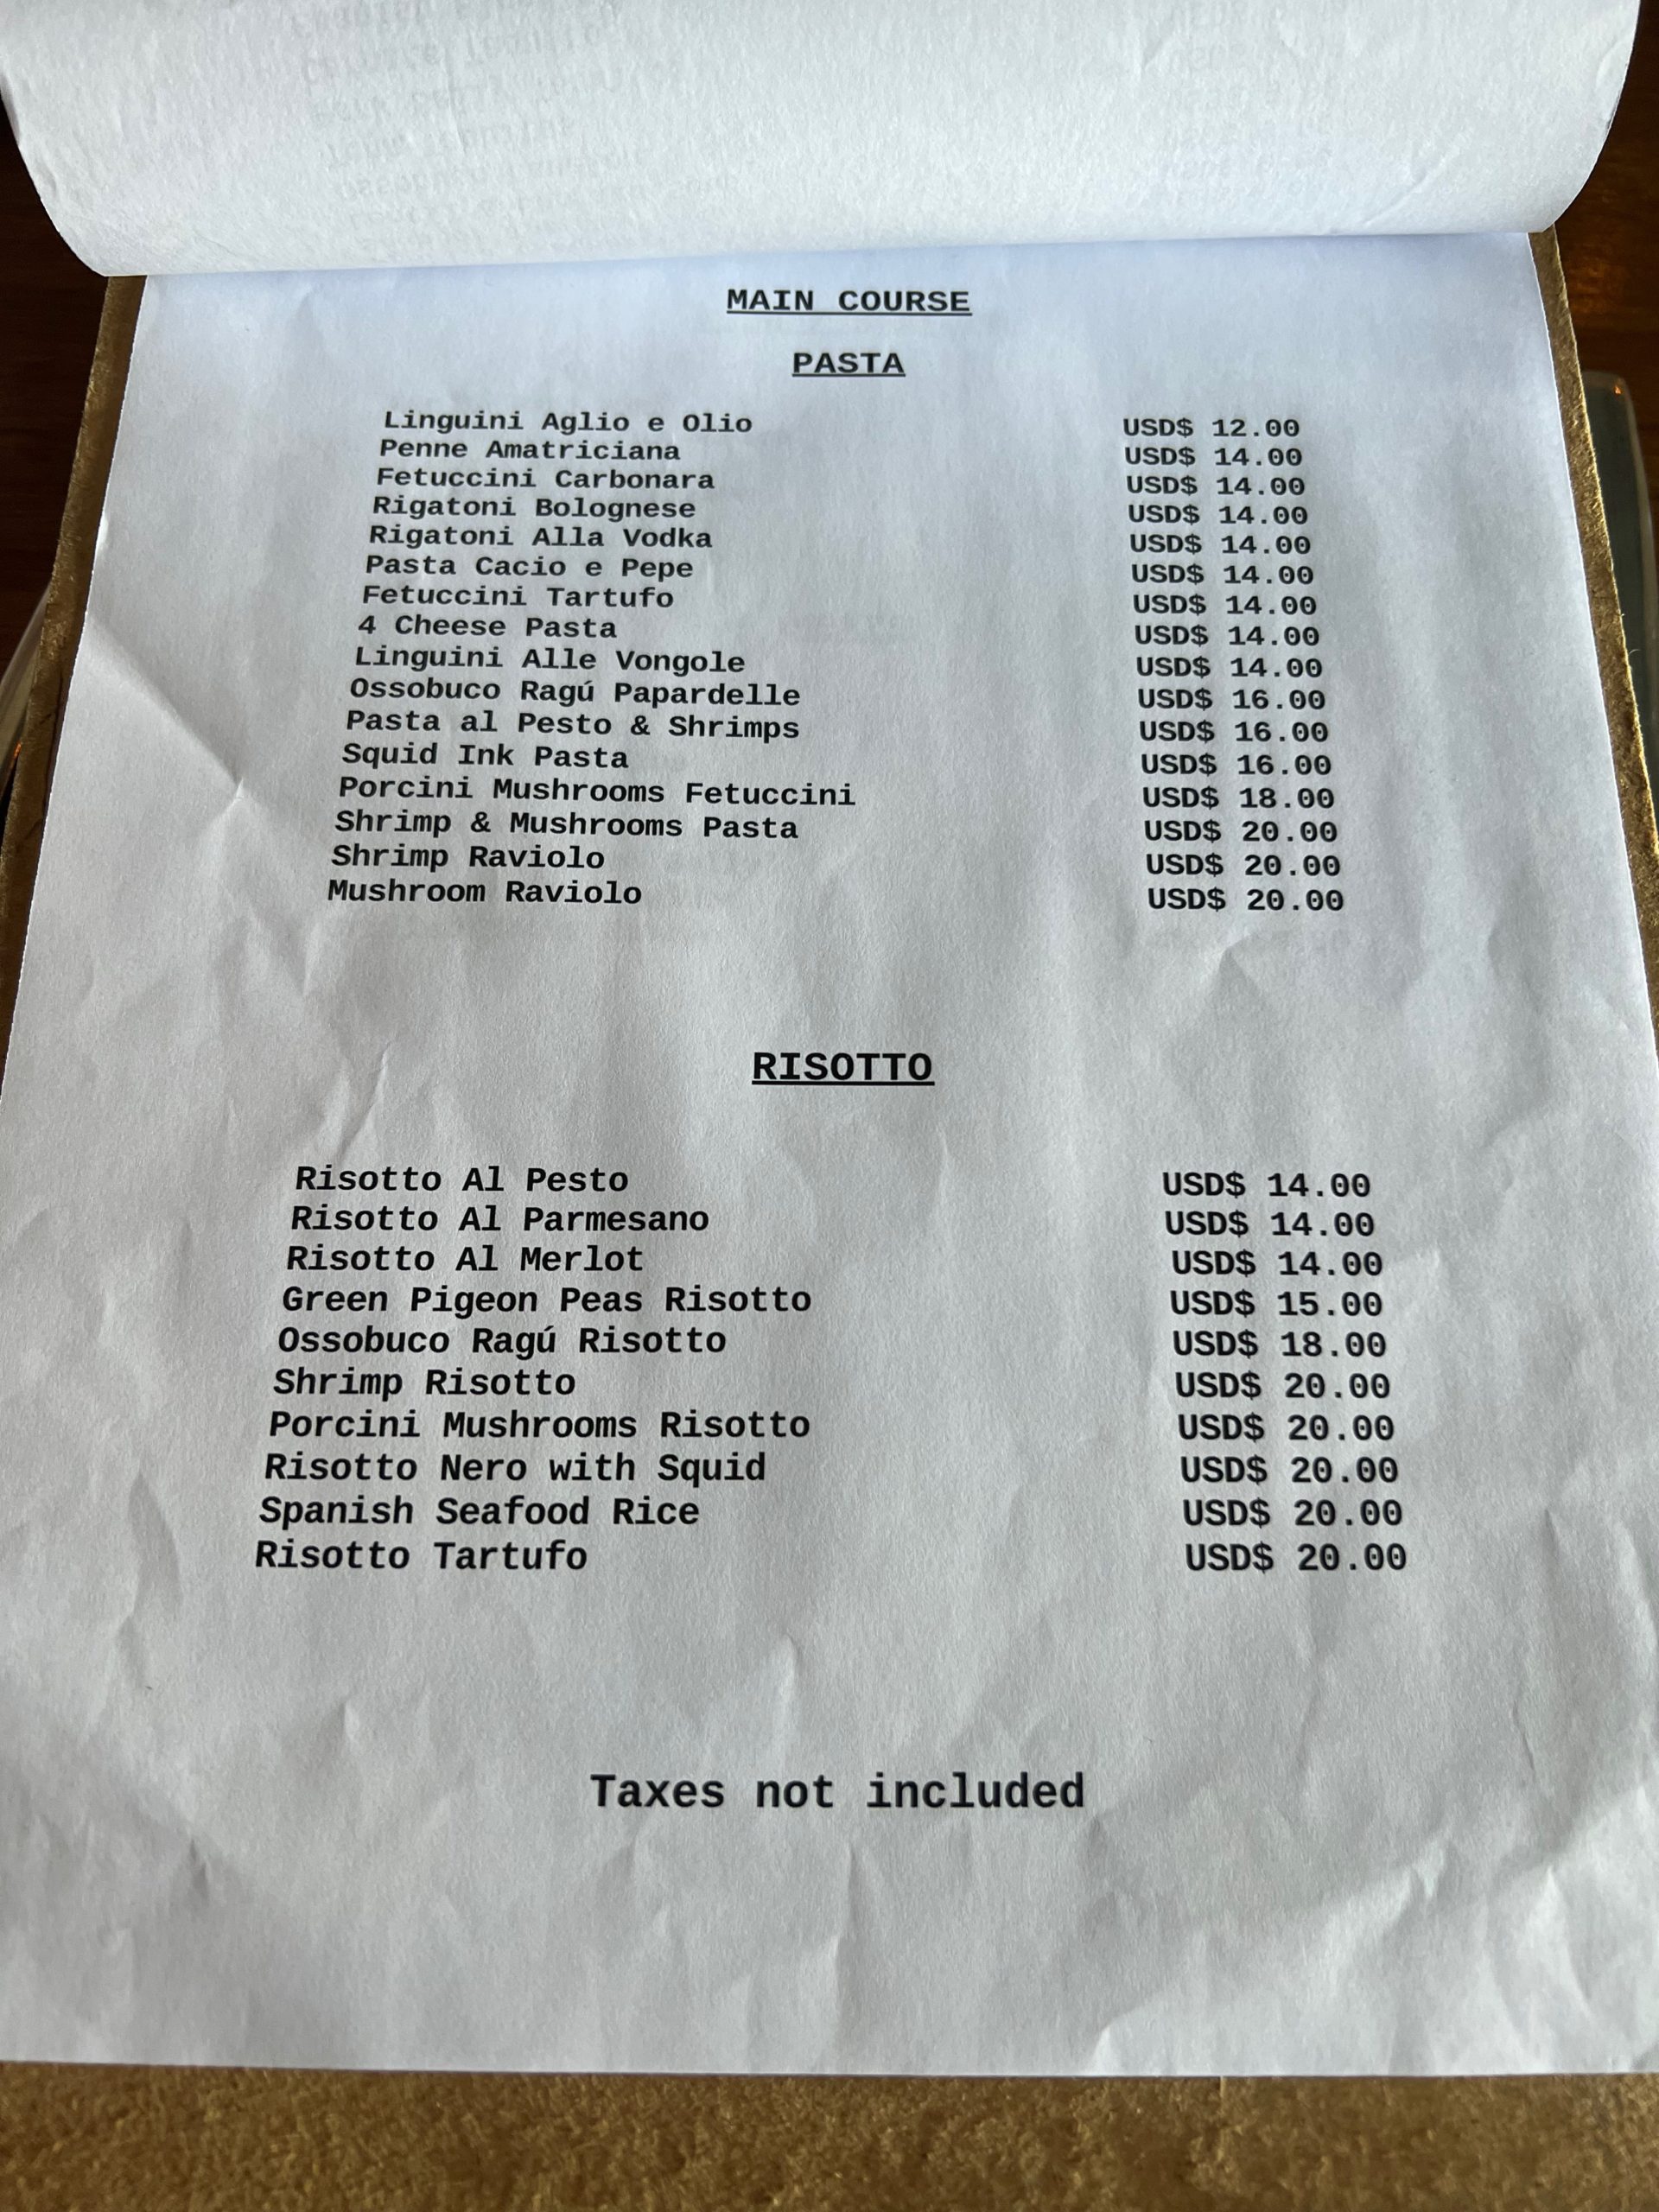 MAIN COURSE
PASTA
Linguini Aglio e Olio USD$ 12.00
Penne Amatriciana USD$ 14.00
Fetuccini Carbonara USD$ 14.00
Rigatoni Bolognese USD$ 14.00
Rigatoni Alla Vodka USD$ 14.00
Pasta Cacio e Pepe USD$ 14.00
Fetuccini Tartufo USD$ 14.00
4 Cheese Pasta USD$ 14.00
Linguini Alle Vongole USD$ 14.00
Ossobuco Ragú Papardelle USD$ 16.00
Pasta al Pesto & Shrimps USD$ 16.00
Squid Ink Pasta USD$ 16.00
Porcini Mushrooms Fetuccini USD$ 18.00
Shrimp & Mushrooms Pasta USD$ 20.00
Shrimp Raviolo USD$ 20.00
Mushroom Raviolo USD$ 20.00
RISOTTO
Risotto Al Pesto USD$ 14.00
Risotto Al Parmesano USD$ 14.00
Risotto Al Merlot USD$ 14.00
Green Pigeon Peas Risotto USD$ 15.00
Ossobuco Ragú Risotto USD$ 18.00
Shrimp Risotto USD$ 20.00
Porcini Mushrooms Risotto USD$ 20.00
Risotto Nero with Squid USD$ 20.00
Spanish Seafood Rice USD$ 20.00
Risotto Tartufo USD$ 20.00
Taxes not included